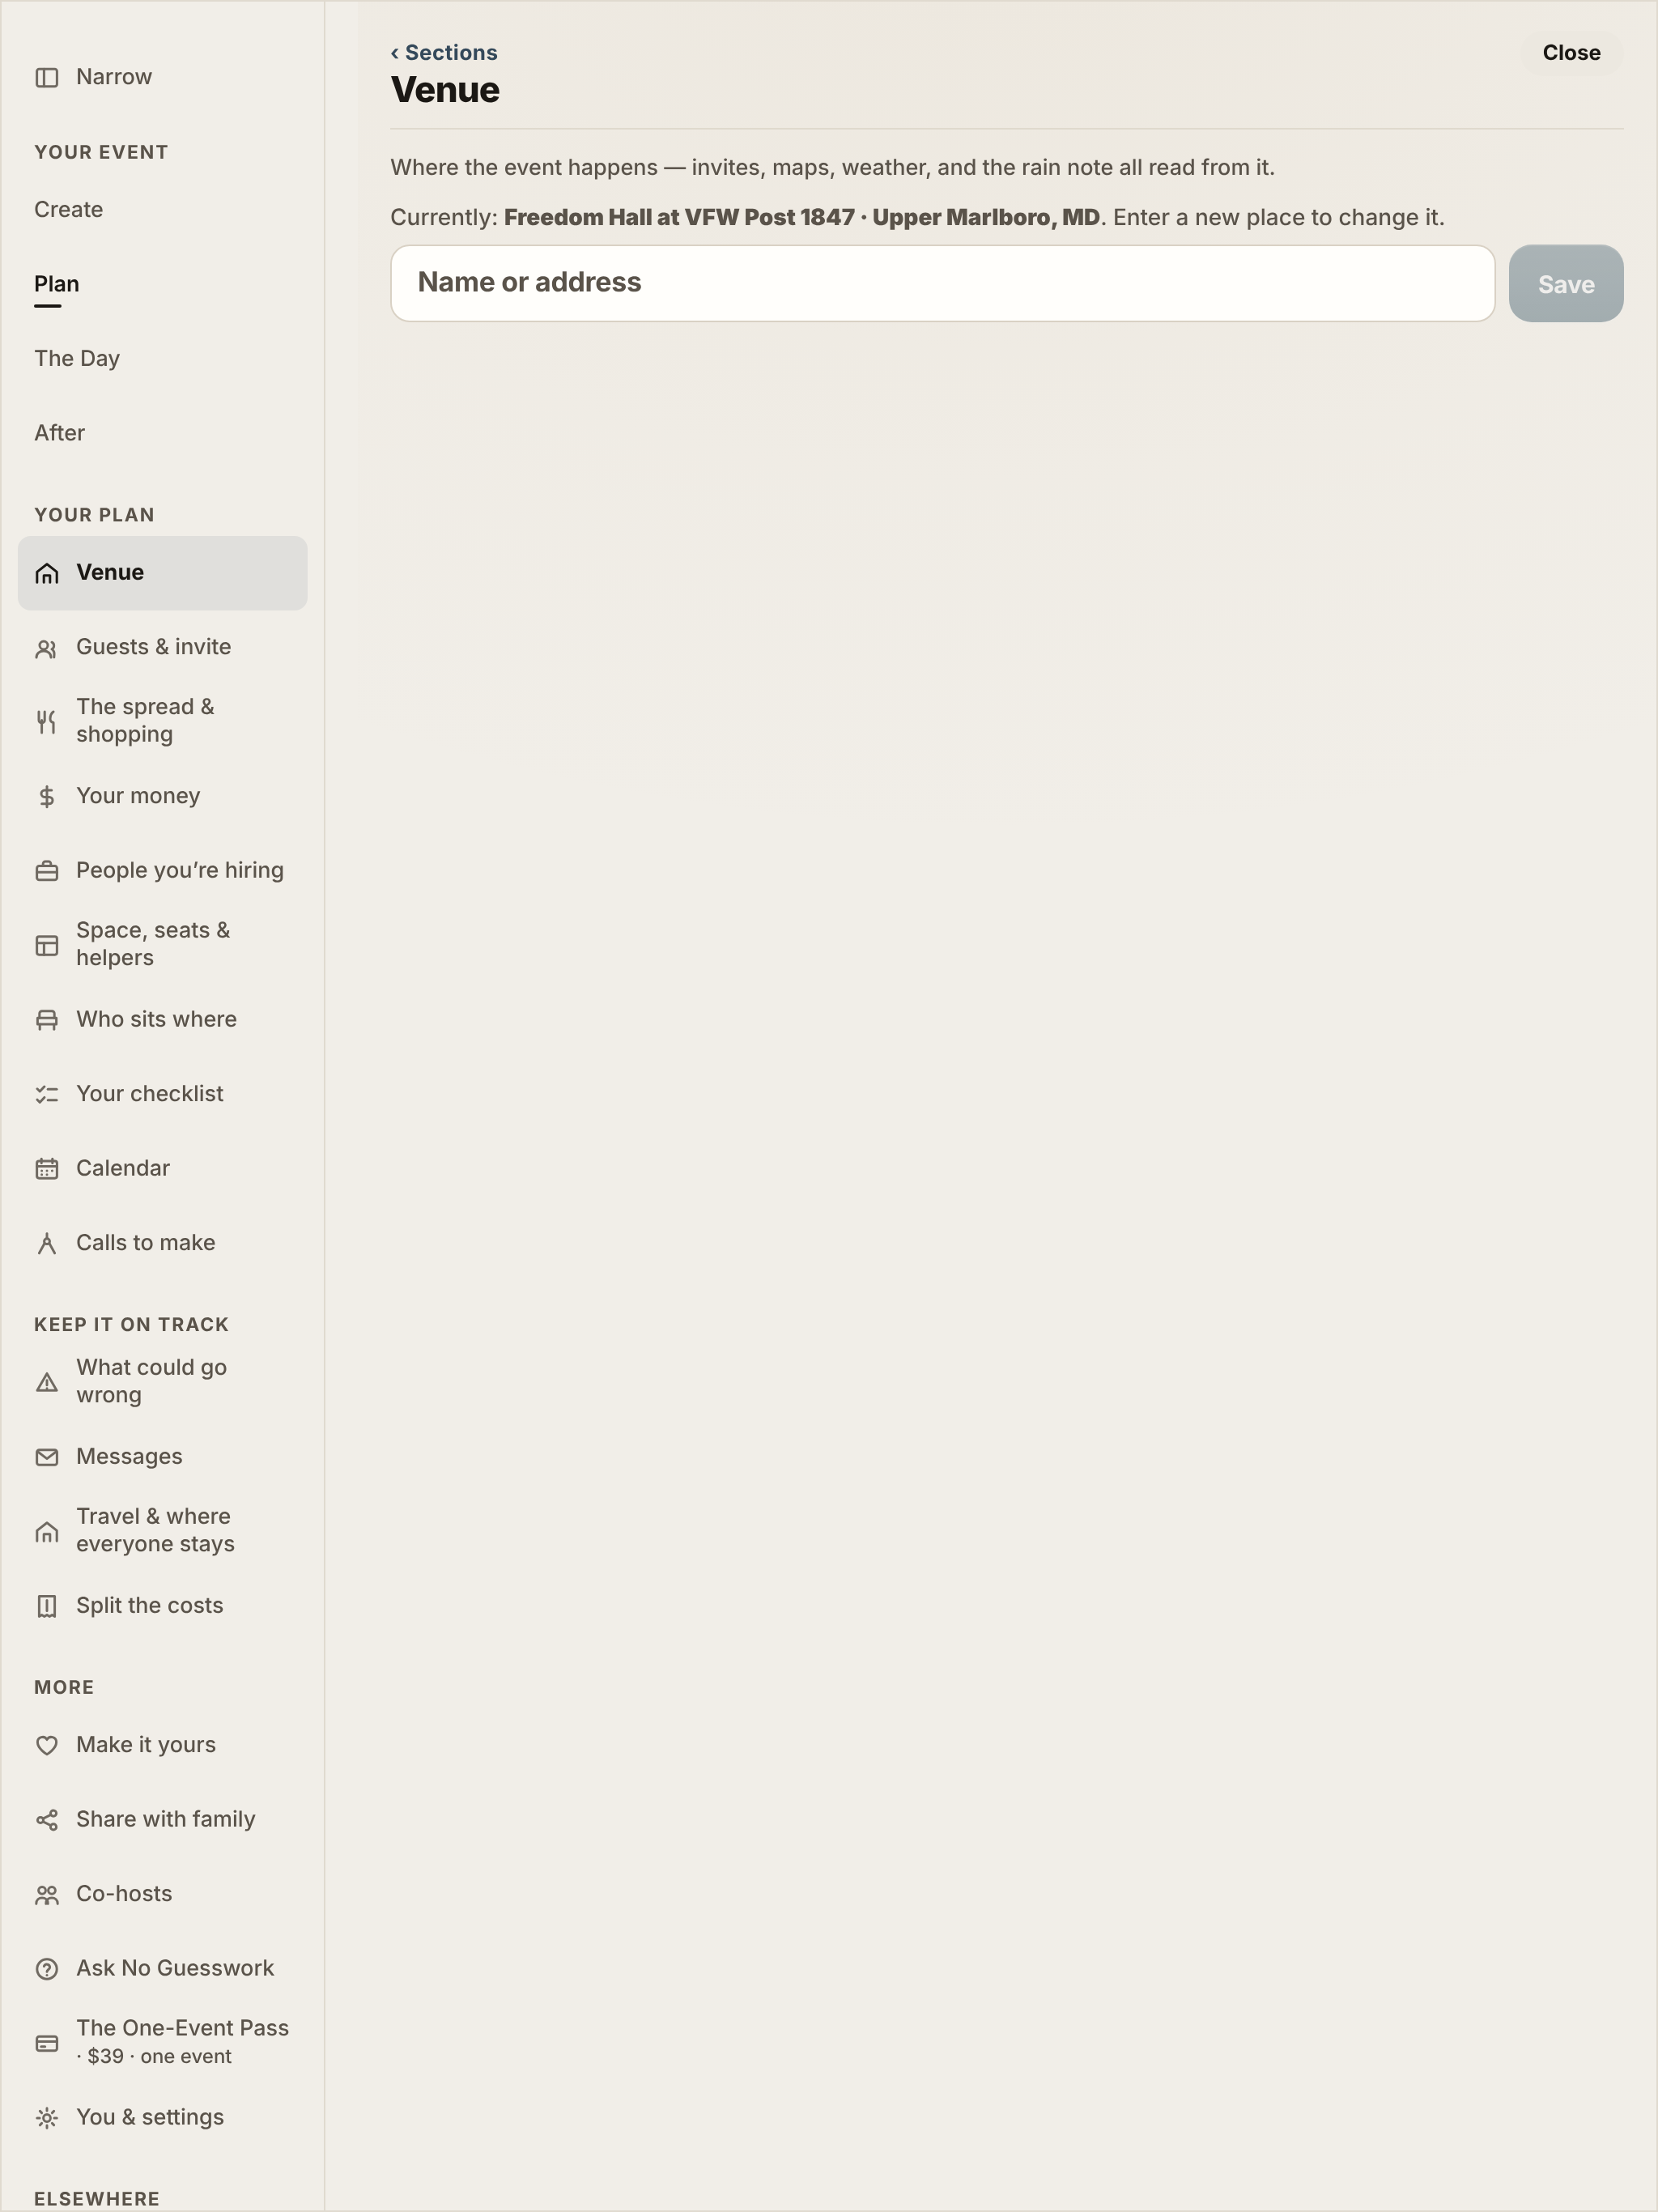 Narrow
YOUR EVENT
Create
Plan
The Day
After
YOUR PLAN
Venue
Guests & invite
The spread &
shopping
Your money
People you’re hiring
Space, seats &
helpers
Who sits where
Your checklist
Calendar
Calls to make
KEEP IT ON TRACK
What could go
wrong
Messages
Travel & where
everyone stays
Split the costs
MORE
Make it yours
Share with family
Co-hosts
Ask No Guesswork
The One-Event Pass
· $39 · one event
You & settings
ELSEWHERE
‹ Sections
Close
Venue
Where the event happens — invites, maps, weather, and the rain note all read from it.
Currently: Freedom Hall at VFW Post 1847 · Upper Marlboro, MD. Enter a new place to change it.
Name or address
Save